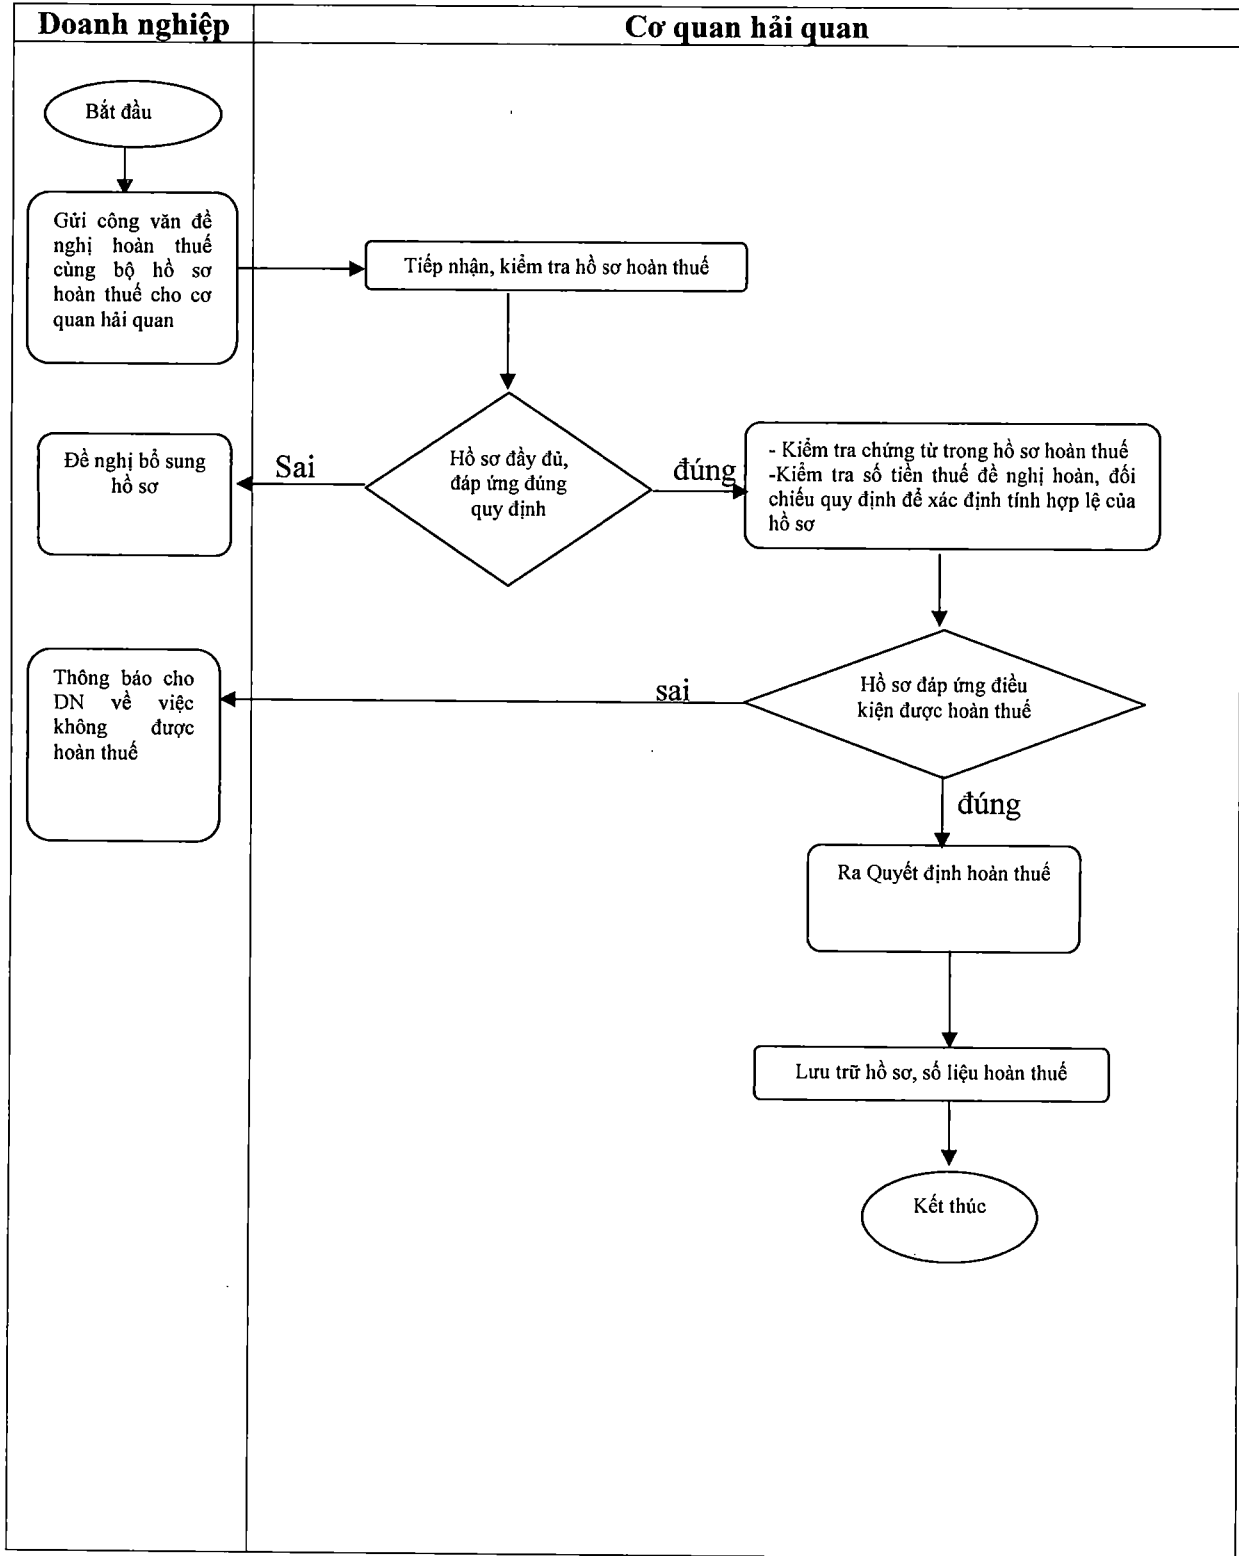 Doanh nghiệp
Cơ quan hải quan
Bắt đầu
Gửi công văn đề
nghị hoàn thuế
cùng bộ hồ sơ
hoàn thuế cho cơ
quan hải quan
Tiếp nhận, kiểm tra hồ sơ hoàn thuế
Đề nghị bổ sung
hồ sơ
Sai
Hồ sơ đầy đủ,
đáp ứng đúng
quy định
đúng
- Kiểm tra chứng từ trong hồ sơ hoàn thuế
-Kiểm tra số tiền thuế đề nghị hoàn, đối
chiếu quy định để xác định tính hợp lệ của
hồ sơ
Thông báo cho
DN về việc
không được
hoàn thuế
sai
Hồ sơ đáp ứng điều
kiện được hoàn thuế
đúng
Ra Quyết định hoàn thuế
Lưu trữ hồ sơ, số liệu hoàn thuế
Kết thúc